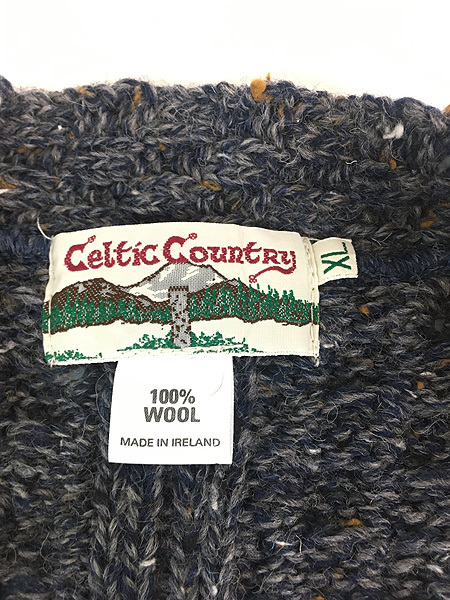 Celtic Country
XL
100%
WOOL
MADE IN IRELAND